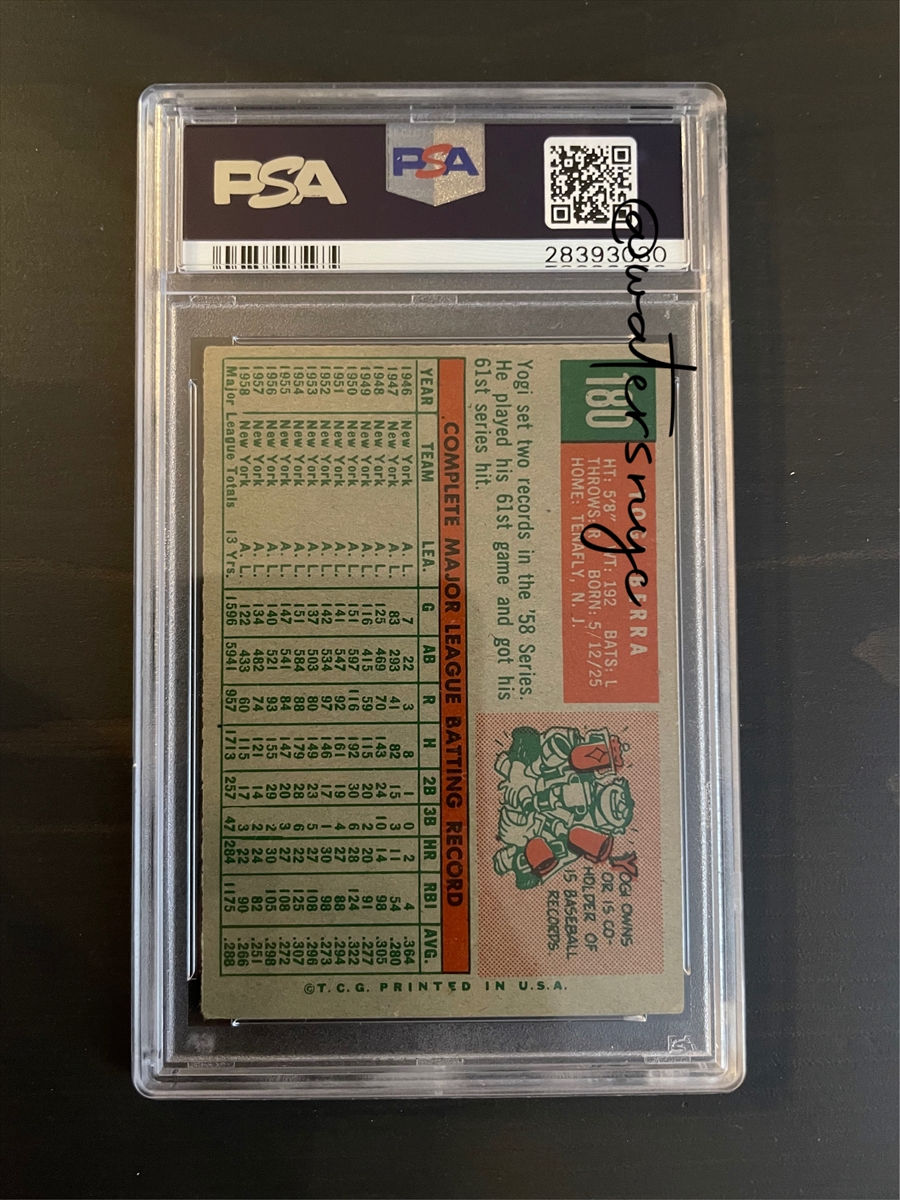 PSA
PSA
28393030
@watersnyc
180
YOGI BERRA
HT: 5'8" WT: 192 BATS: L
THROWS: R BORN: 5/12/25
HOME: TENAFLY, N. J.
Yogi set two records in the '58 Series.
He played his 61st game and got his
61st series hit.
YOGI OWNS
OR IS CO-
HOLDER OF
15 BASEBALL
RECORDS.
COMPLETE MAJOR LEAGUE BATTING RECORD
YEAR TEAM LEA. G AB R H 2B 3B HR RBI AVG.
1946 New York A. L. 7 22 3 8 1 0 2 4 .364
1947 New York A. L. 83 293 41 82 15 3 11 54 .280
1948 New York A. L. 125 469 70 143 24 10 14 98 .305
1949 New York A. L. 116 415 59 115 20 2 20 91 .277
1950 New York A. L. 151 597 116 192 30 6 28 124 .322
1951 New York A. L. 141 547 92 161 19 4 27 88 .294
1952 New York A. L. 142 534 97 146 17 1 30 98 .273
1953 New York A. L. 137 503 80 149 23 5 27 108 .296
1954 New York A. L. 151 584 88 179 28 6 22 125 .307
1955 New York A. L. 147 541 84 147 20 3 27 108 .272
1956 New York A. L. 140 521 93 155 29 2 30 105 .298
1957 New York A. L. 134 482 74 121 14 2 24 82 .251
1958 New York A. L. 122 433 60 115 17 3 22 90 .266
Major League Totals 13 Yrs. 1596 5941 957 1713 257 47 284 1175 .288
©T.C.G. PRINTED IN U.S.A.